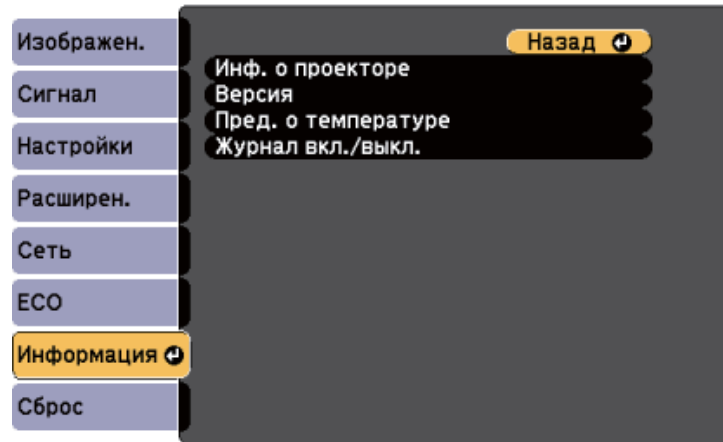 Изображен.
Сигнал
Настройки
Расширен.
Сеть
ECO
Информация
Сброс
Назад
Инф. о проекторе
Версия
Пред. о температуре
Журнал вкл./выкл.